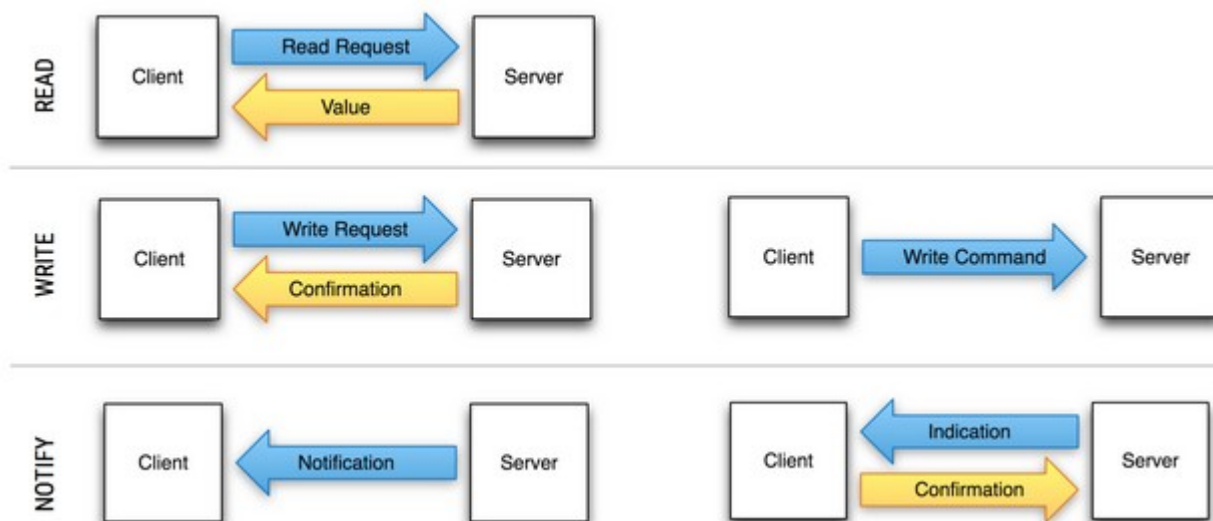 READ
Client
Read Request
Value
Server
WRITE
Client
Write Request
Confirmation
Server
Client
Write Command
Server
NOTIFY
Client
Notification
Server
Client
Indication
Confirmation
Server